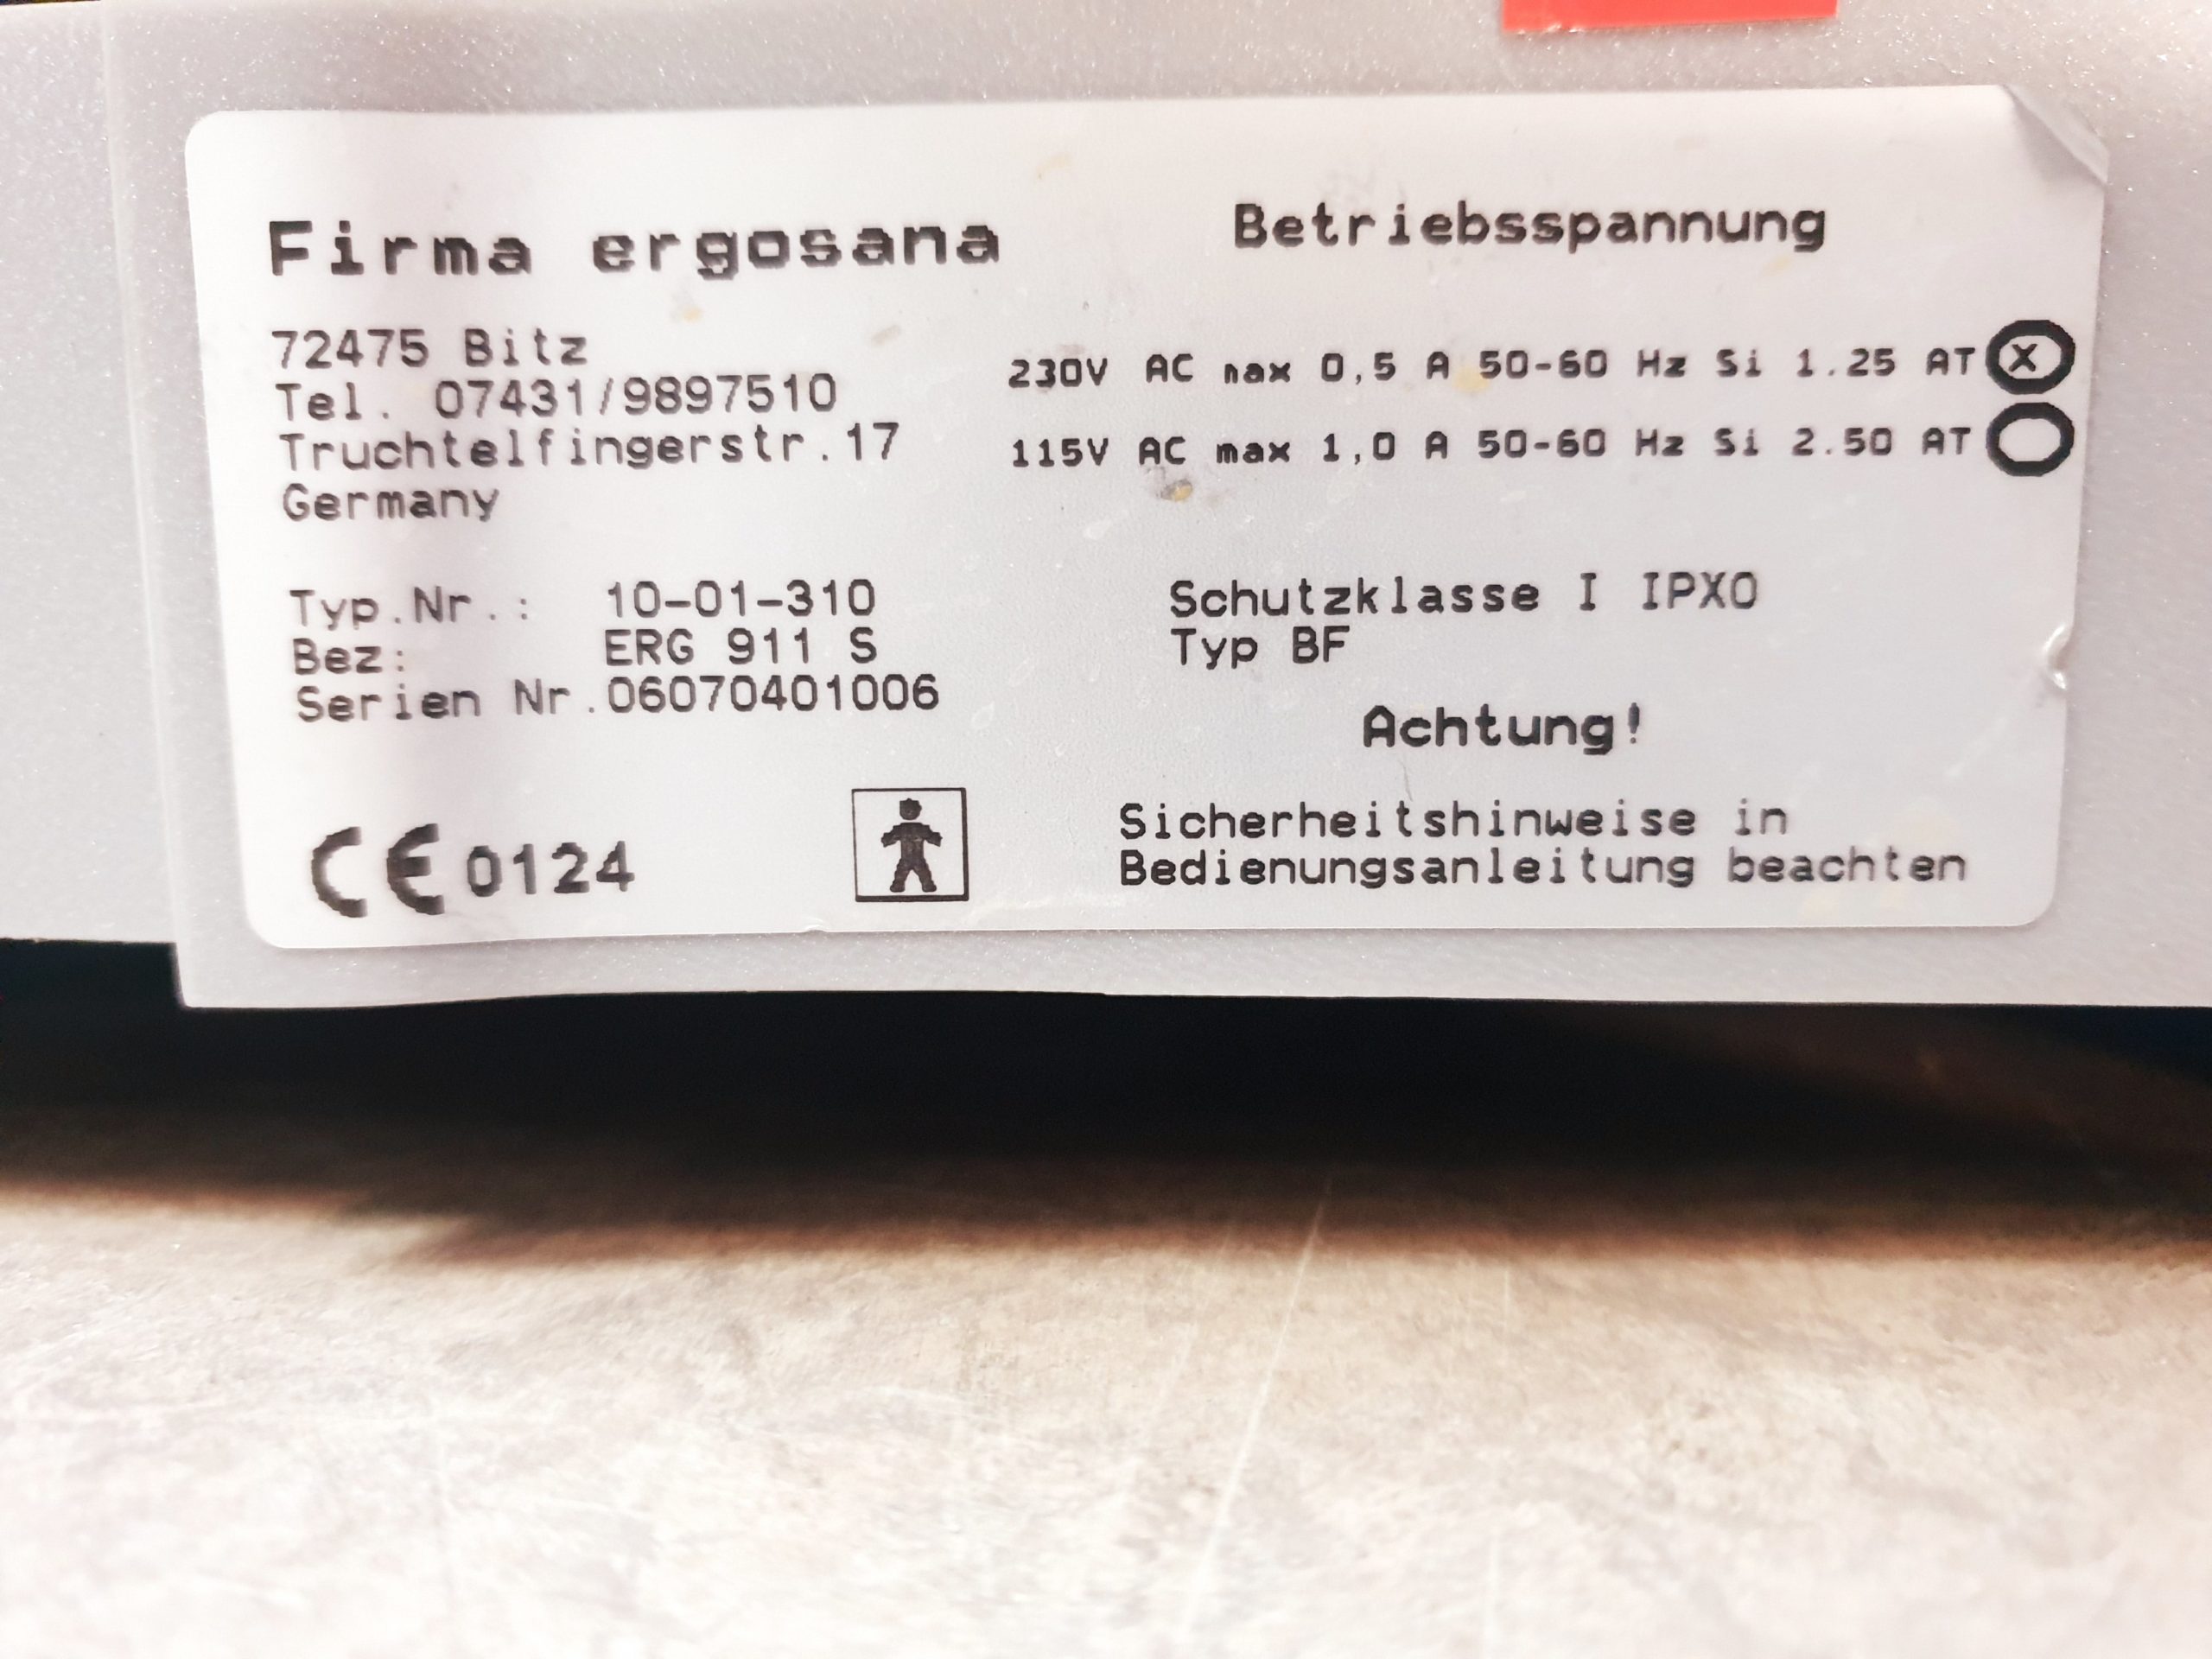 Firma ergosana
72475 Bitz
Tel. 07431/9897510
Truchtelfingerstr.17
Germany
Typ.Nr.: 10-01-310
Bez: ERG 911 S
Serien Nr.06070401006
CE 0124
Betriebsspannung
230V AC max 0,5 A 50-60 Hz Si 1.25 AT X
115V AC max 1,0 A 50-60 Hz Si 2.50 AT
Schutzklasse I IPX0
Typ BF
Achtung!
Sicherheitshinweise in
Bedienungsanleitung beachten